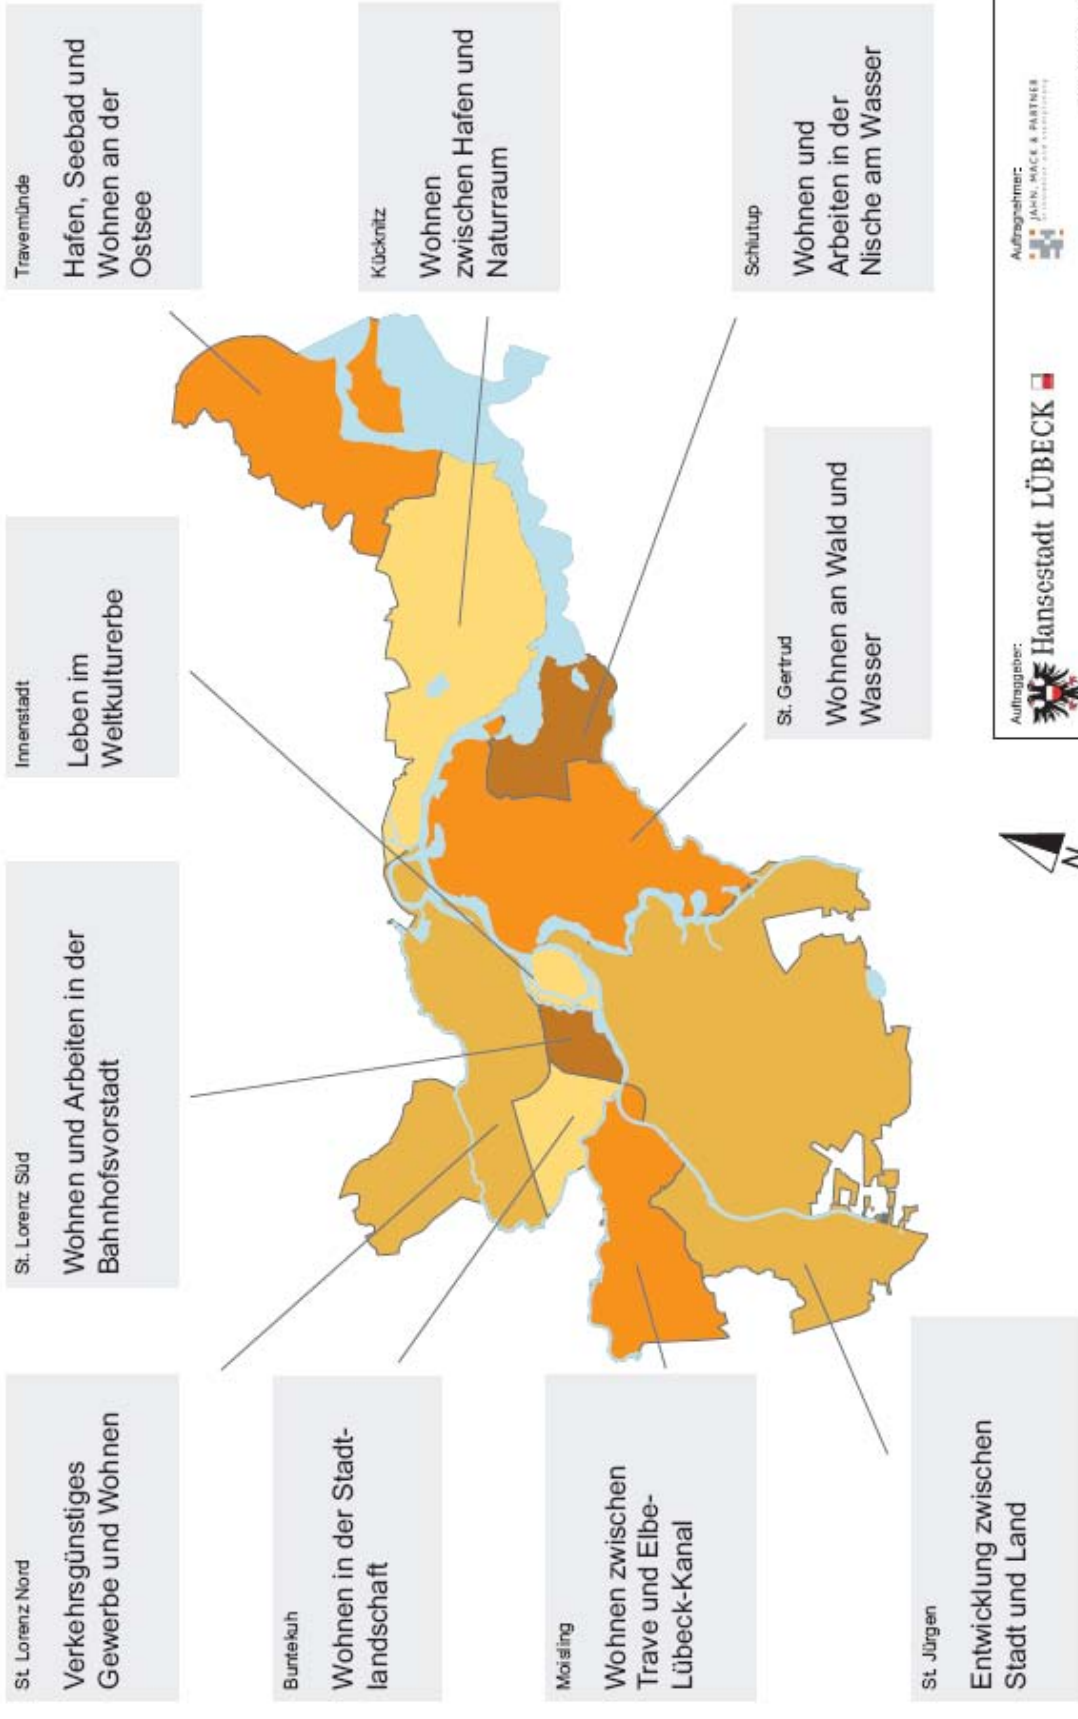 St. Lorenz Nord
Verkehrsgünstiges
Gewerbe und Wohnen
St. Lorenz Süd
Wohnen und Arbeiten in der
Bahnhofsvorstadt
Innenstadt
Leben im
Weltkulturerbe
Travemünde
Hafen, Seebad und
Wohnen an der
Ostsee
Buntekuh
Wohnen in der Stadt-
landschaft
Kücknitz
Wohnen
zwischen Hafen und
Naturraum
Moisling
Wohnen zwischen
Trave und Elbe-
Lübeck-Kanal
Schlutup
Wohnen und
Arbeiten in der
Nische am Wasser
St. Gertrud
Wohnen an Wald und
Wasser
St. Jürgen
Entwicklung zwischen
Stadt und Land
N
Auftraggeber:
Hansestadt LÜBECK
Auftragnehmer:
JAHN, MACK & PARTNER